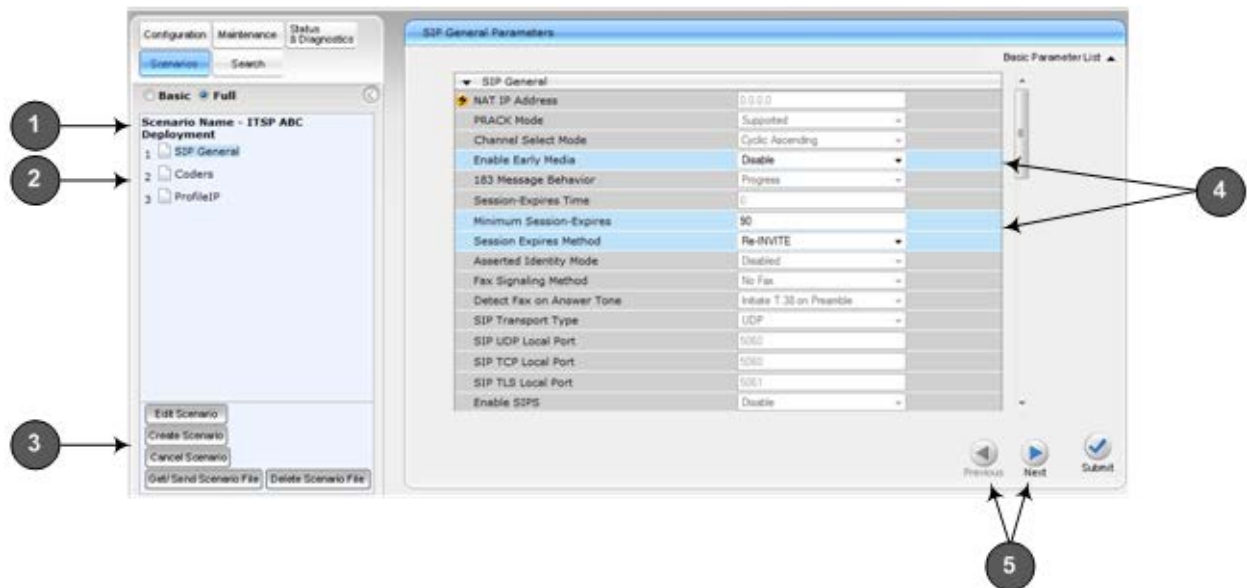 Configuration Maintenance Status & Diagnostics
Scenarios Search
Basic Full
Scenario Name - ITSP ABC
Deployment
1 SIP General
2 Coders
3 ProfileIP
Edit Scenario
Create Scenario
Cancel Scenario
Get/Send Scenario File Delete Scenario File
SIP General Parameters
Basic Parameter List
SIP General
NAT IP Address 0.0.0.0
PRACK Mode Supported
Channel Select Mode Cyclic Ascending
Enable Early Media Disable
183 Message Behavior Progress
Session-Expires Time 0
Minimum Session-Expires 90
Session Expires Method Re-INVITE
Asserted Identity Mode Disabled
Fax Signaling Method No Fax
Detect Fax on Answer Tone Initiate T.38 on Preamble
SIP Transport Type UDP
SIP UDP Local Port 5060
SIP TCP Local Port 5060
SIP TLS Local Port 5061
Enable SIPS Disable
Previous Next Submit
1
2
3
4
5